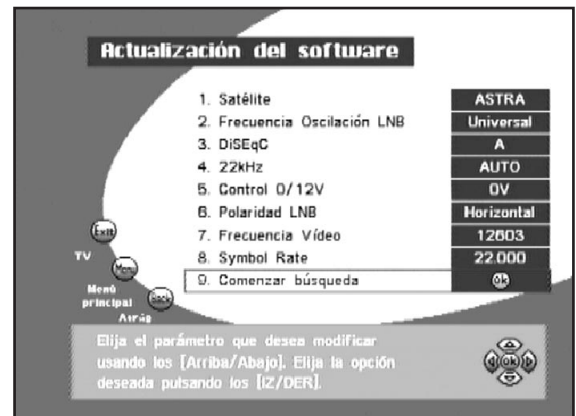 Actualización del software
1. Satélite ASTRA
2. Frecuencia Oscilación LNB Universal
3. DiSEqC A
4. 22kHz AUTO
5. Control 0/12V 0V
6. Polaridad LNB Horizontal
7. Frecuencia Vídeo 12603
8. Symbol Rate 22.000
9. Comenzar búsqueda Ok
Exit
TV
Menu
Menú
principal
Back
Atrás
Elija el parámetro que desea modificar
usando los [Arriba/Abajo]. Elija la opción
deseada pulsando los [IZ/DER].
Ok